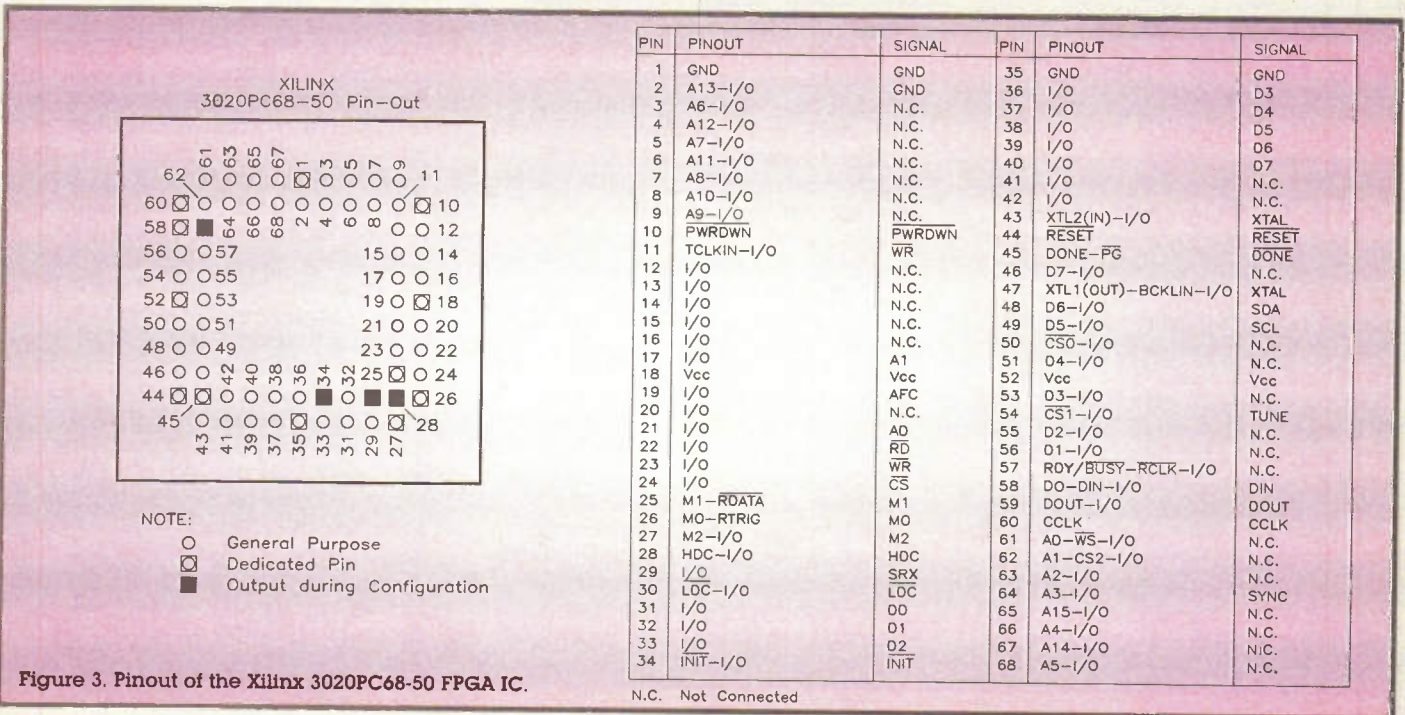 XILINX
3020PC68-50 Pin-Out
61 63 65 67 1 3 5 7 9
62 11
60 64 66 68 2 4 6 8 10
58 12
56 57 15 14
54 55 17 16
52 53 19 18
50 51 21 20
48 49 23 22
46 42 40 38 36 34 32 25 24
44 26
45 28
43 41 39 37 35 33 31 29 27
NOTE:
General Purpose
Dedicated Pin
Output during Configuration
Figure 3. Pinout of the Xilinx 3020PC68-50 FPGA IC.
PIN PINOUT SIGNAL PIN PINOUT SIGNAL
1 GND GND 35 GND GND
2 A13-I/O GND 36 I/O D3
3 A6-I/O N.C. 37 I/O D4
4 A12-I/O N.C. 38 I/O D5
5 A7-I/O N.C. 39 I/O D6
6 A11-I/O N.C. 40 I/O D7
7 A8-I/O N.C. 41 I/O N.C.
8 A10-I/O N.C. 42 I/O N.C.
9 A9-I/O N.C. 43 XTL2(IN)-I/O XTAL
10 PWRDWN PWRDWN 44 RESET RESET
11 TCLKIN-I/O WR 45 DONE-PG DONE
12 I/O N.C. 46 D7-I/O N.C.
13 I/O N.C. 47 XTL1(OUT)-BCKLIN-I/O XTAL
14 I/O N.C. 48 D6-I/O SDA
15 I/O N.C. 49 D5-I/O SCL
16 I/O N.C. 50 CS0-I/O N.C.
17 I/O A1 51 D4-I/O N.C.
18 Vcc Vcc 52 Vcc Vcc
19 I/O AFC 53 D3-I/O N.C.
20 I/O N.C. 54 CS1-I/O TUNE
21 I/O A0 55 D2-I/O N.C.
22 I/O RD 56 D1-I/O N.C.
23 I/O WR 57 RDY/BUSY-RCLK-I/O N.C.
24 I/O CS 58 D0-DIN-I/O DIN
25 M1-RDATA M1 59 DOUT-I/O DOUT
26 M0-RTRIG M0 60 CCLK CCLK
27 M2-I/O M2 61 A0-WS-I/O N.C.
28 HDC-I/O HDC 62 A1-CS2-I/O N.C.
29 I/O SRX 63 A2-I/O N.C.
30 LDC-I/O LDC 64 A3-I/O SYNC
31 I/O D0 65 A15-I/O N.C.
32 I/O D1 66 A4-I/O N.C.
33 I/O D2 67 A14-I/O N.C.
34 INIT-I/O INIT 68 A5-I/O N.C.
N.C. Not Connected